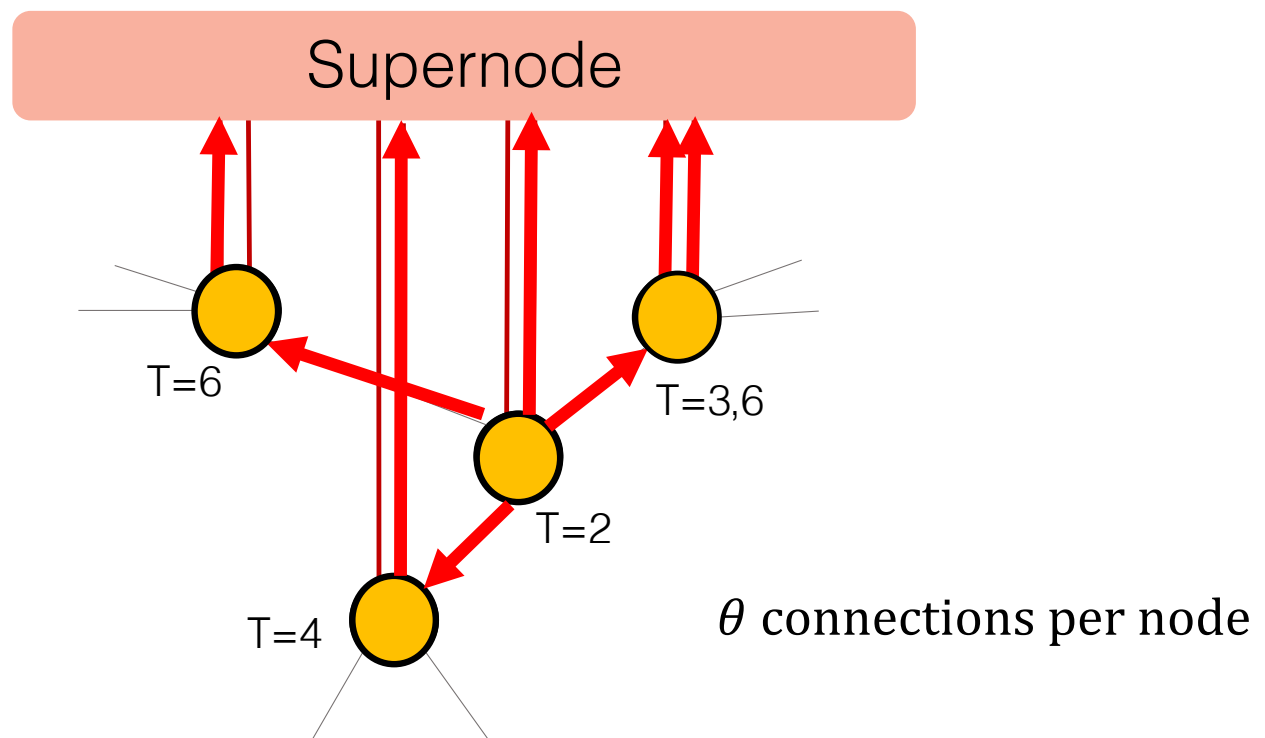 Supernode
T=6
T=3,6
T=2
T=4
θ connections per node